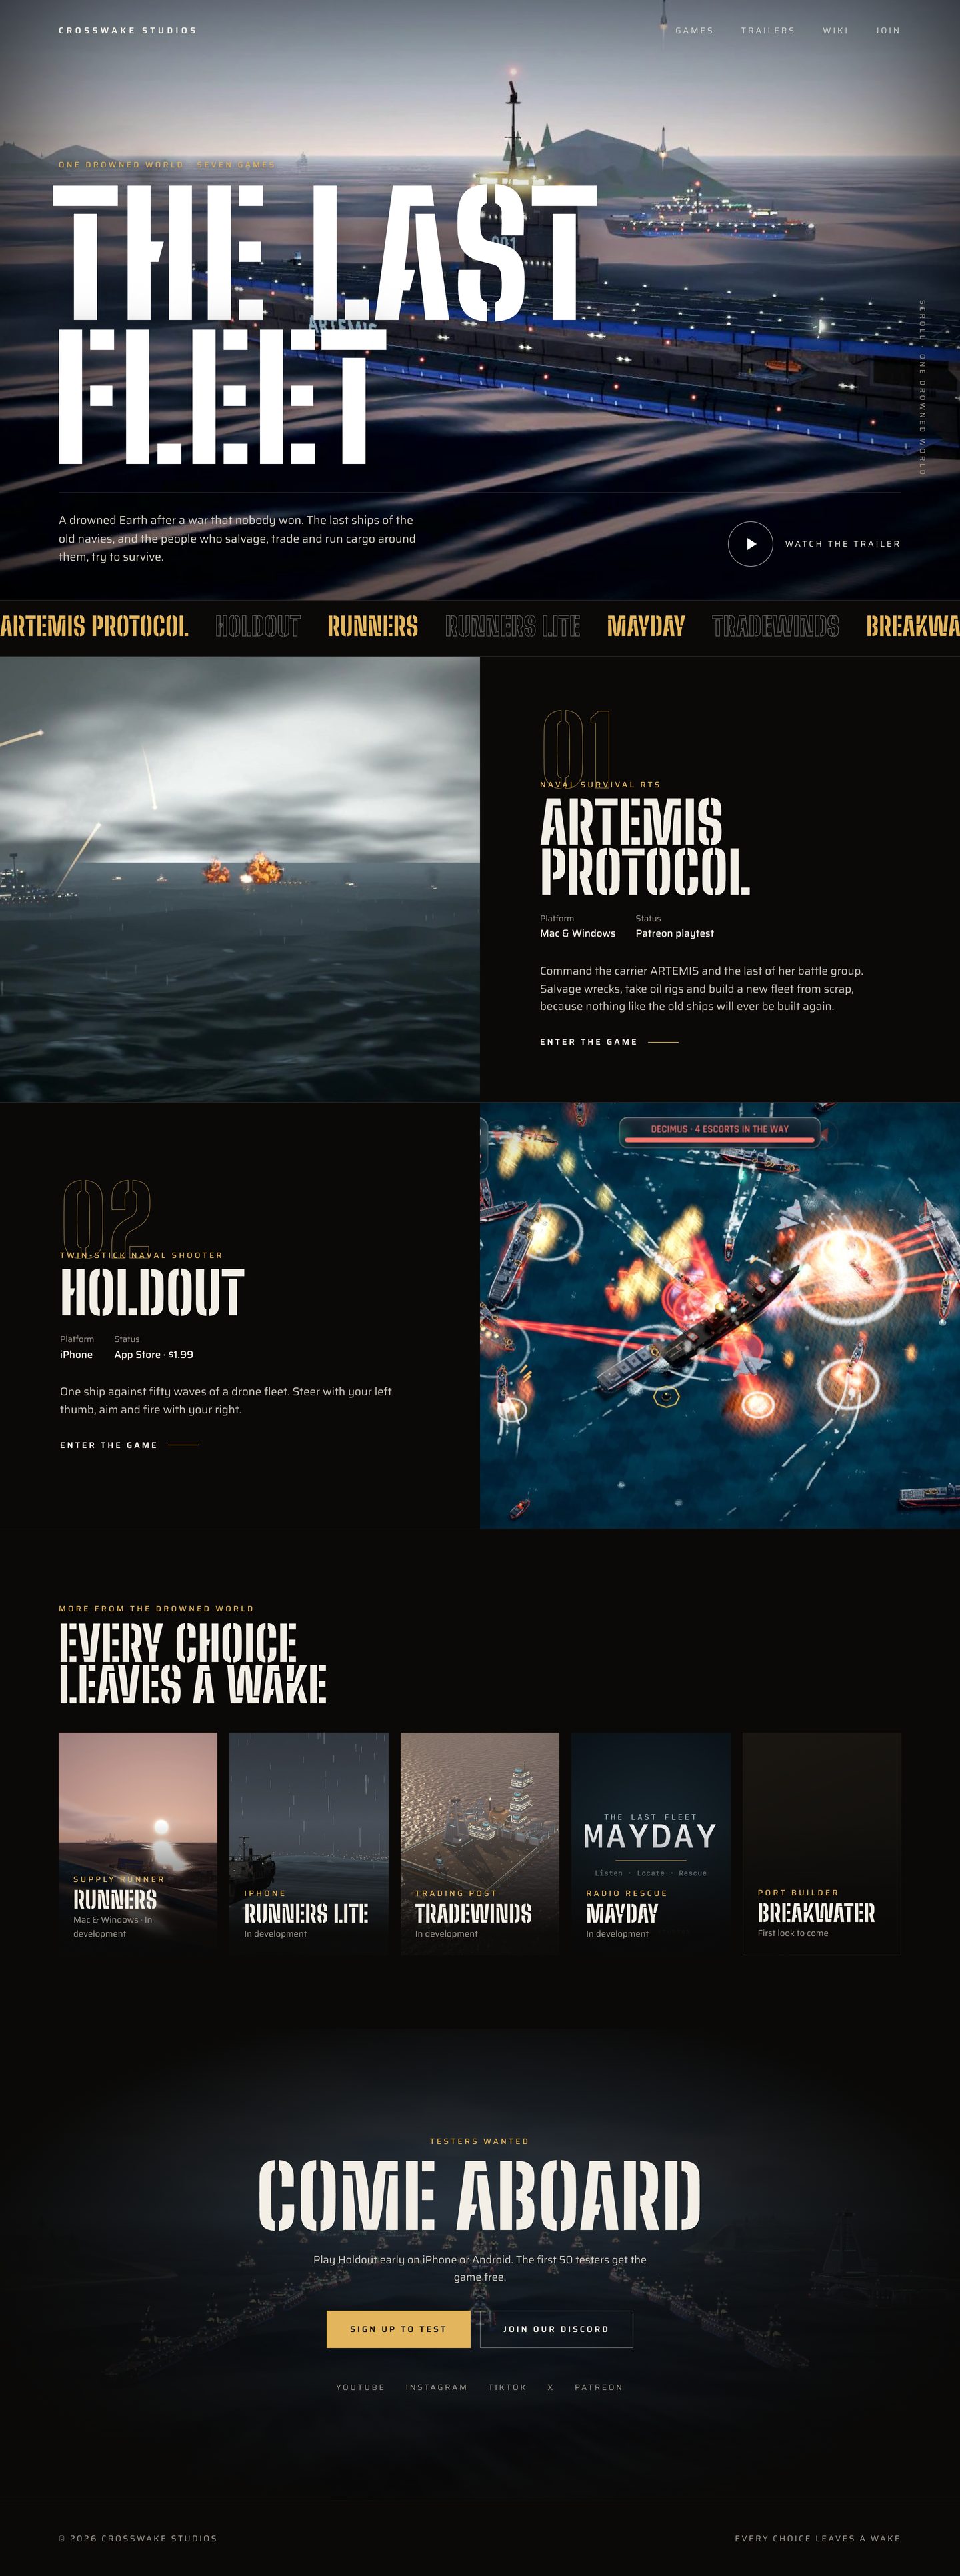 CROSSWAKE STUDIOS
GAMES TRAILERS WIKI JOIN
ONE DROWNED WORLD · SEVEN GAMES
THE LAST
FLEET
001
ARTEMIS
SCROLL · ONE DROWNED WORLD
A drowned Earth after a war that nobody won. The last ships of the
old navies, and the people who salvage, trade and run cargo around
them, try to survive.
WATCH THE TRAILER
ARTEMIS PROTOCOL HOLDOUT RUNNERS RUNNERS LITE MAYDAY TRADEWINDS BREAKWA
01
NAVAL SURVIVAL RTS
ARTEMIS
PROTOCOL
Platform Status
Mac & Windows Patreon playtest
Command the carrier ARTEMIS and the last of her battle group.
Salvage wrecks, take oil rigs and build a new fleet from scrap,
because nothing like the old ships will ever be built again.
ENTER THE GAME
02
TWIN-STICK NAVAL SHOOTER
HOLDOUT
Platform Status
iPhone App Store · $1.99
One ship against fifty waves of a drone fleet. Steer with your left
thumb, aim and fire with your right.
ENTER THE GAME
DECIMUS · 4 ESCORTS IN THE WAY
MORE FROM THE DROWNED WORLD
EVERY CHOICE
LEAVES A WAKE
SUPPLY RUNNER
RUNNERS
Mac & Windows · In
development
IPHONE
RUNNERS LITE
In development
TRADING POST
TRADEWINDS
In development
THE LAST FLEET
MAYDAY
Listen · Locate · Rescue
RADIO RESCUE
MAYDAY
In development
PORT BUILDER
BREAKWATER
First look to come
TESTERS WANTED
COME ABOARD
Play Holdout early on iPhone or Android. The first 50 testers get the
game free.
SIGN UP TO TEST
JOIN OUR DISCORD
YOUTUBE INSTAGRAM TIKTOK X PATREON
© 2026 CROSSWAKE STUDIOS
EVERY CHOICE LEAVES A WAKE